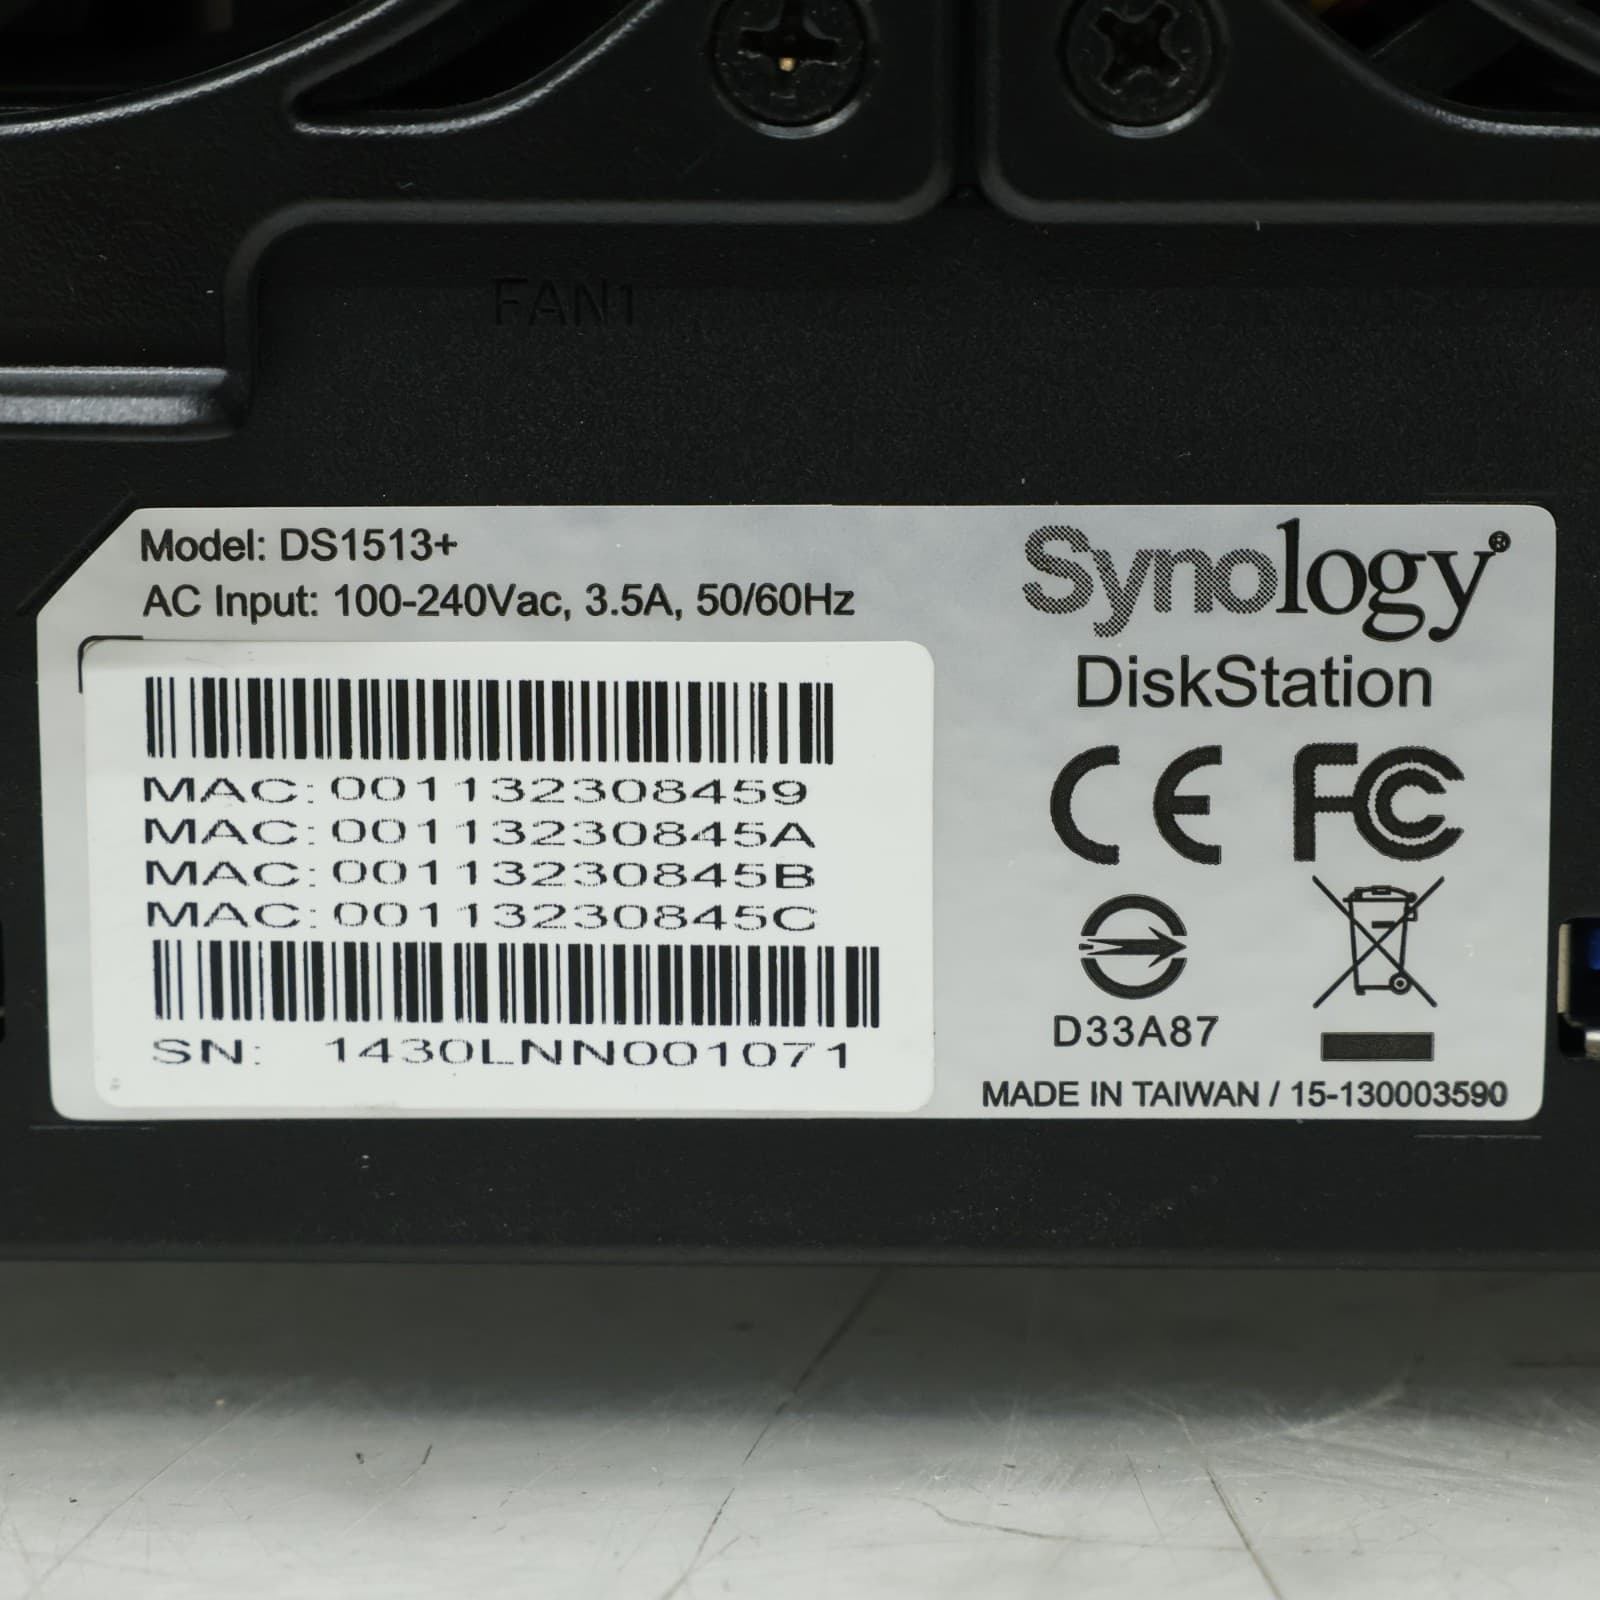 FAN1
Model: DS1513+
AC Input: 100-240Vac, 3.5A, 50/60Hz
Synology®
DiskStation
MAC:001132308459
MAC:00113230845A
MAC:00113230845B
MAC:00113230845C
SN: 1430LNN001071
CE FC
D33A87
MADE IN TAIWAN / 15-130003590